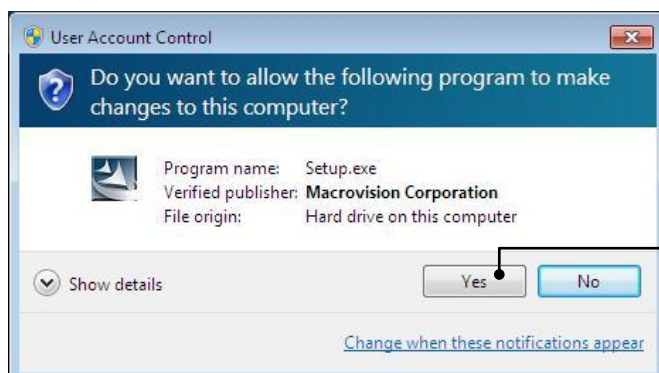 User Account Control
Do you want to allow the following program to make
changes to this computer?
Program name: Setup.exe
Verified publisher: Macrovision Corporation
File origin: Hard drive on this computer
Show details
Yes
No
Change when these notifications appear